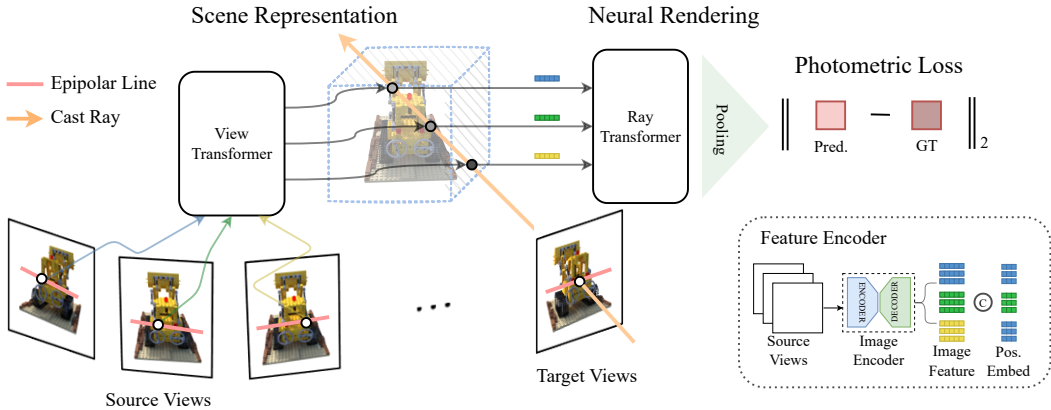 Scene Representation
Neural Rendering
Epipolar Line
Cast Ray
View
Transformer
Ray
Transformer
Pooling
Photometric Loss
Pred.
GT
2
Source Views
Target Views
Feature Encoder
ENCODER
DECODER
C
Source
Views
Image
Encoder
Image
Feature
Pos.
Embed